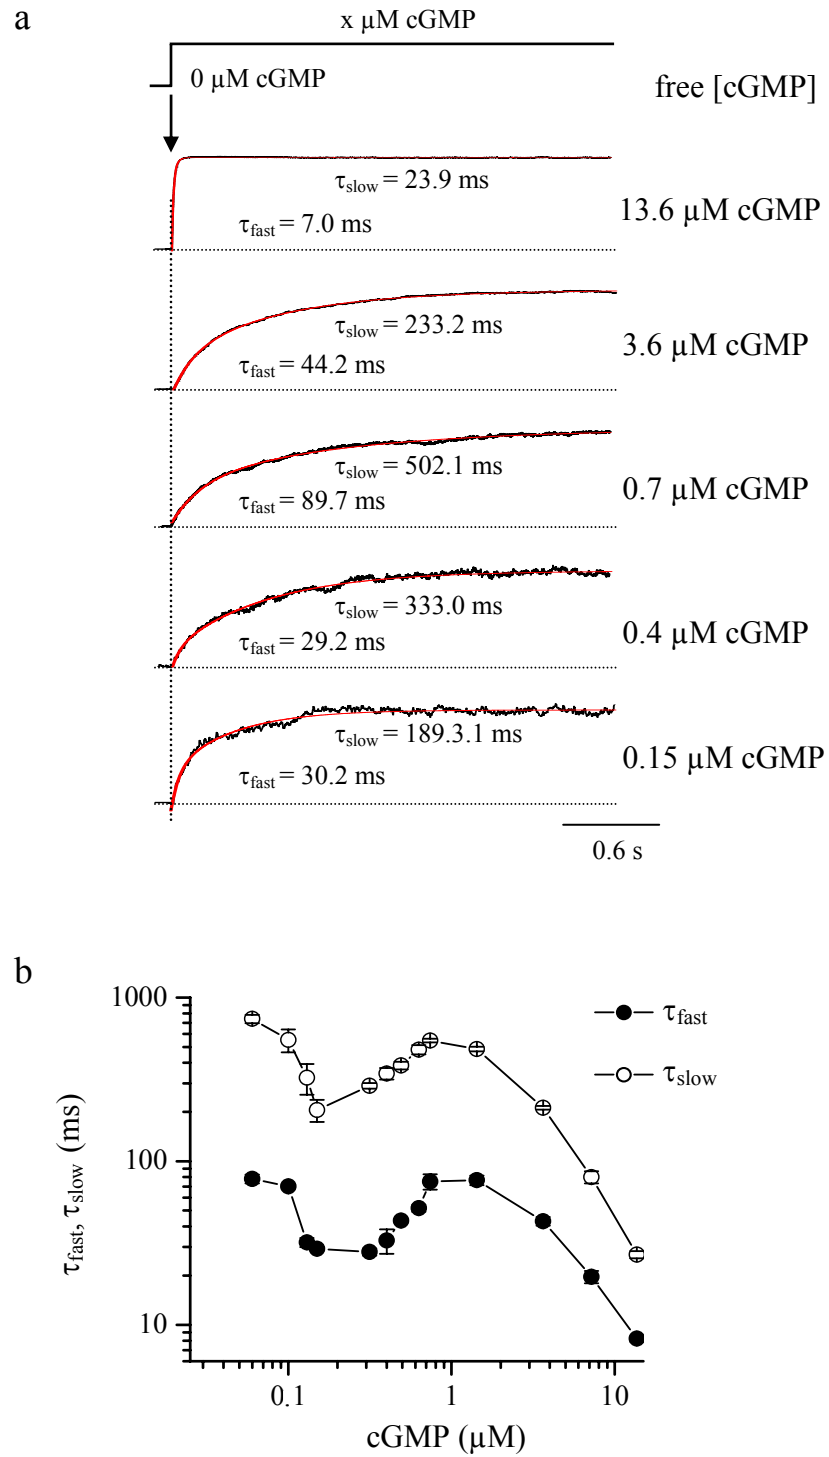 a
x µM cGMP
0 µM cGMP
free [cGMP]
τslow = 23.9 ms
τfast = 7.0 ms
13.6 µM cGMP
τslow = 233.2 ms
τfast = 44.2 ms
3.6 µM cGMP
τslow = 502.1 ms
τfast = 89.7 ms
0.7 µM cGMP
τslow = 333.0 ms
τfast = 29.2 ms
0.4 µM cGMP
τslow = 189.3.1 ms
τfast = 30.2 ms
0.15 µM cGMP
0.6 s
b
1000
100
10
τfast, τslow (ms)
τfast
τslow
0.1 1 10
cGMP (µM)